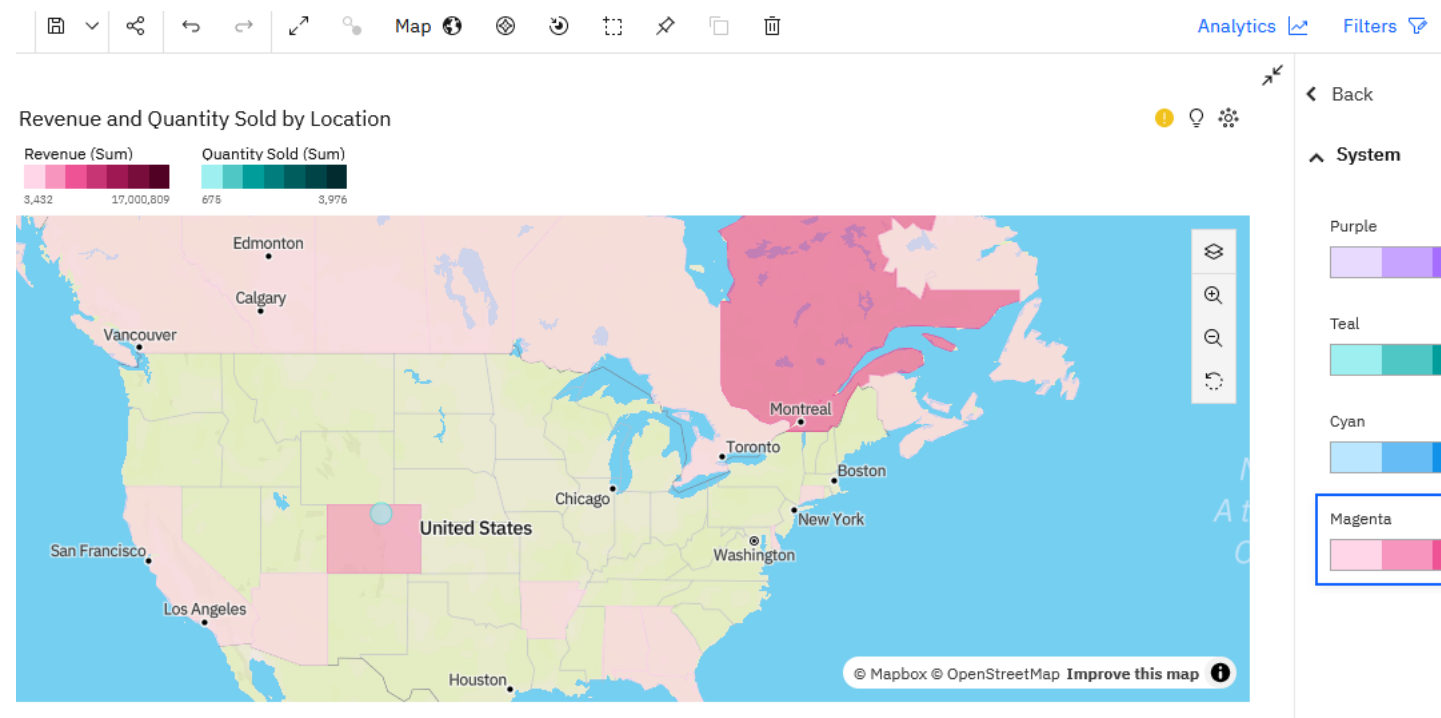 Map
Analytics
Filters
Back
Revenue and Quantity Sold by Location
Revenue (Sum)
Quantity Sold (Sum)
System
3,432
17,000,809
675
3,976
Purple
Edmonton
Calgary
Teal
Vancouver
Montreal
Cyan
Toronto
Boston
Chicago
Magenta
United States
New York
A t
San Francisco
Washington
Los Angeles
Houston
© Mapbox © OpenStreetMap Improve this map